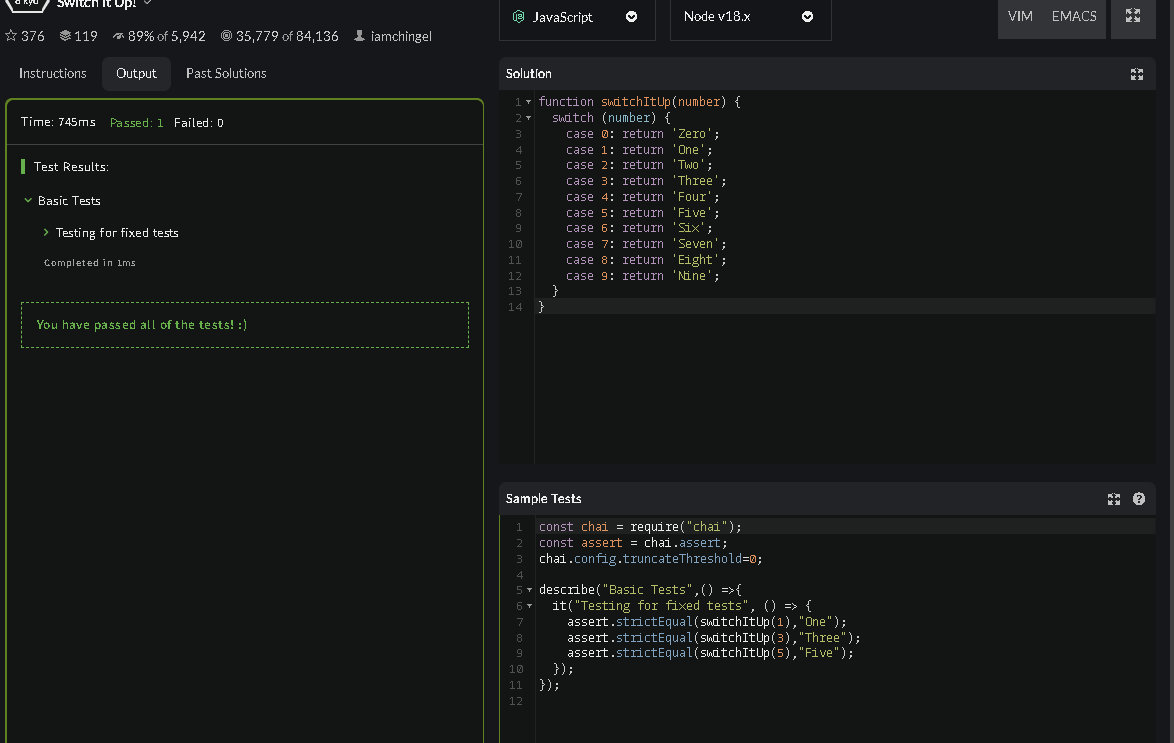 8 kyu Switch It Up!
376 119 89% of 5,942 35,779 of 84,136 iamchingel
JavaScript Node v18.x VIM EMACS
Instructions Output Past Solutions
Time: 745ms Passed: 1 Failed: 0
Test Results:
Basic Tests
Testing for fixed tests
Completed in 1ms
You have passed all of the tests! :)
Solution
1 function switchItUp(number) {
2 switch (number) {
3 case 0: return 'Zero';
4 case 1: return 'One';
5 case 2: return 'Two';
6 case 3: return 'Three';
7 case 4: return 'Four';
8 case 5: return 'Five';
9 case 6: return 'Six';
10 case 7: return 'Seven';
11 case 8: return 'Eight';
12 case 9: return 'Nine';
13 }
14 }
Sample Tests
1 const chai = require("chai");
2 const assert = chai.assert;
3 chai.config.truncateThreshold=0;
4
5 describe("Basic Tests",() =>{
6 it("Testing for fixed tests", () => {
7 assert.strictEqual(switchItUp(1),"One");
8 assert.strictEqual(switchItUp(3),"Three");
9 assert.strictEqual(switchItUp(5),"Five");
10 });
11 });
12